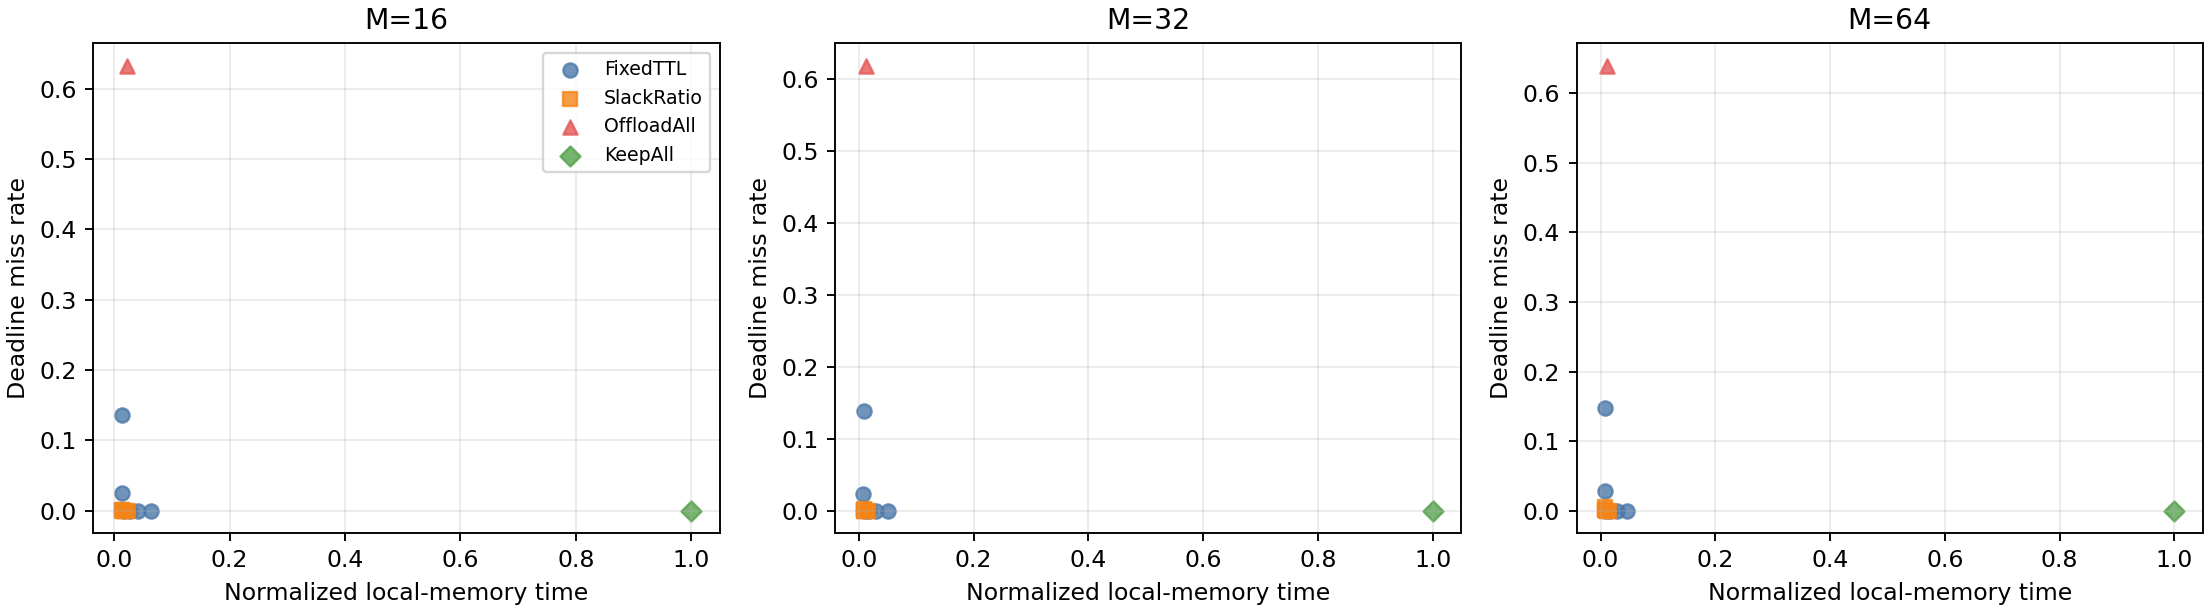 M=16
0.6
0.5
0.4
0.3
0.2
0.1
0.0
Deadline miss rate
FixedTTL
SlackRatio
OffloadAll
KeepAll
0.0 0.2 0.4 0.6 0.8 1.0
Normalized local-memory time
M=32
0.6
0.5
0.4
0.3
0.2
0.1
0.0
Deadline miss rate
0.0 0.2 0.4 0.6 0.8 1.0
Normalized local-memory time
M=64
0.6
0.5
0.4
0.3
0.2
0.1
0.0
Deadline miss rate
0.0 0.2 0.4 0.6 0.8 1.0
Normalized local-memory time